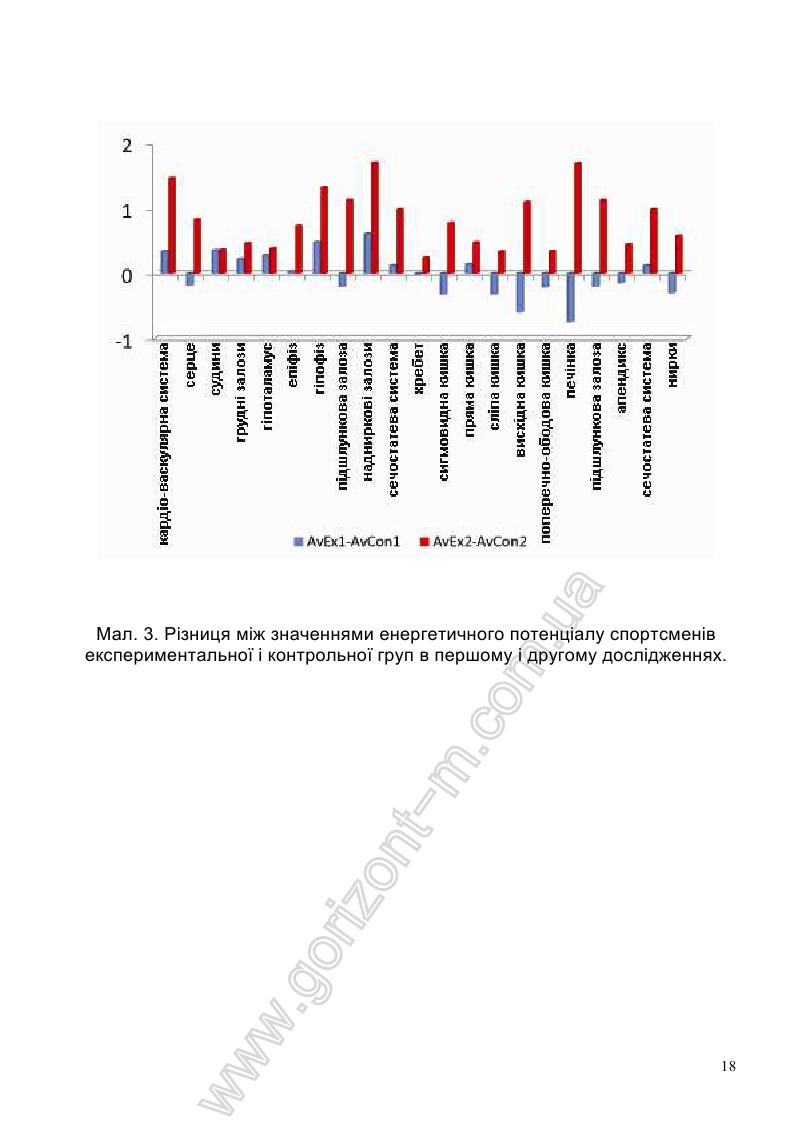 2
1
0
-1
кардіо-васкулярна система
серце
судини
грудні залози
гіпоталамус
епіфіз
гіпофіз
підшлункова залоза
надниркові залози
сечостатева система
хребет
сигмовидна кишка
пряма кишка
сліпа кишка
висхідна кишка
поперечно-ободова кишка
печінка
підшлункова залоза
апендикс
сечостатева система
нирки
AvEx1-AvCon1 AvEx2-AvCon2
Мал. 3. Різниця між значеннями енергетичного потенціалу спортсменів
експериментальної і контрольної груп в першому і другому дослідженнях.
www.gorizont-m.com.ua
18